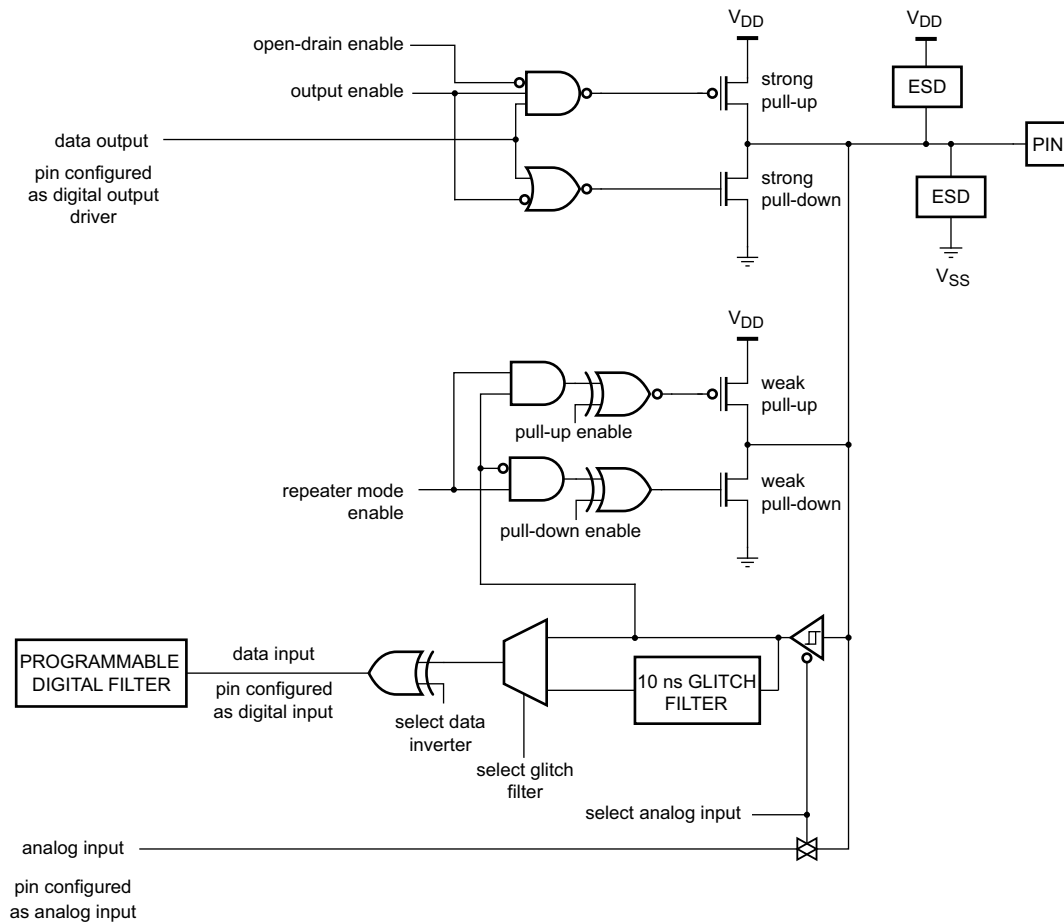 VDD
VDD
open-drain enable
output enable
strong
pull-up
ESD
data output
PIN
pin configured
as digital output
driver
strong
pull-down
ESD
VSS
VDD
weak
pull-up
pull-up enable
repeater mode
enable
weak
pull-down
pull-down enable
PROGRAMMABLE
DIGITAL FILTER
data input
pin configured
as digital input
10 ns GLITCH
FILTER
select data
inverter
select glitch
filter
select analog input
analog input
pin configured
as analog input